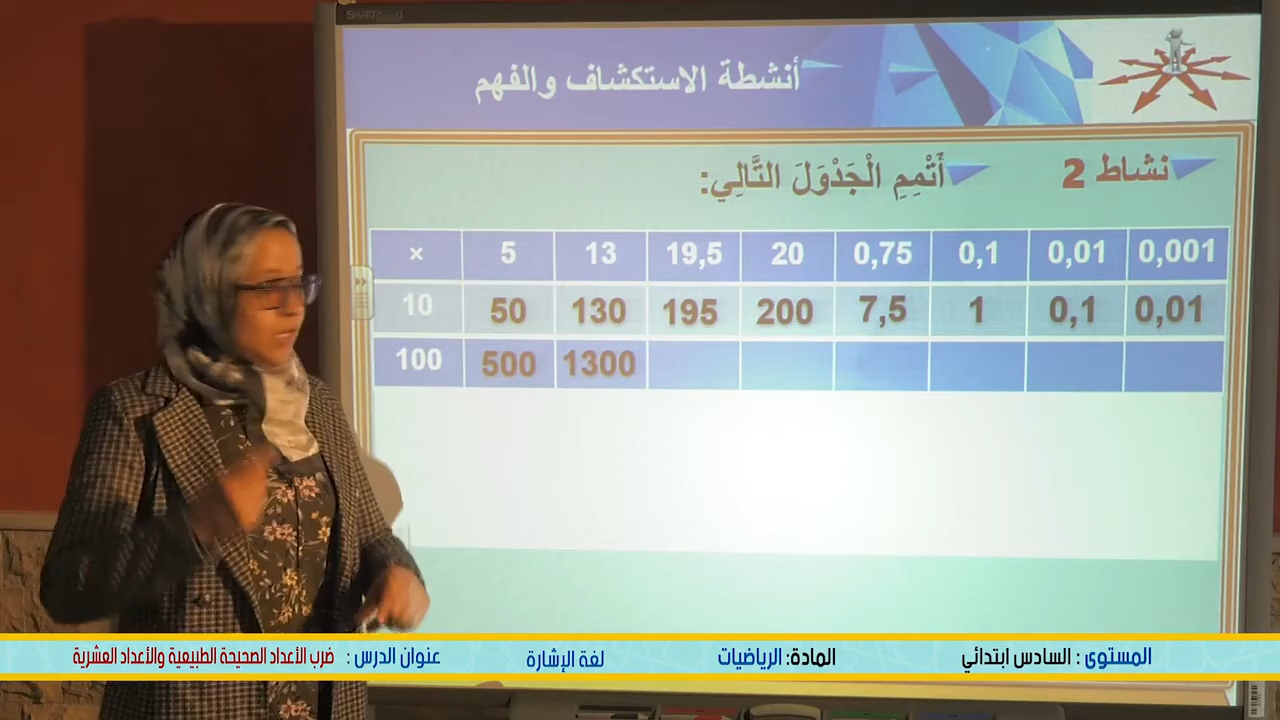 SMART
أنشطة الاستكشاف والفهم
نشاط 2 أَتْمِمِ الْجَدْوَلَ التَّالِي:
× 5 13 19,5 20 0,75 0,1 0,01 0,001
10 50 130 195 200 7,5 1 0,1 0,01
100 500 1300
المستوى : السادس ابتدائي المادة: الرياضيات لغة الإشارة عنوان الدرس : ضرب الأعداد الصحيحة الطبيعية والأعداد العشرية